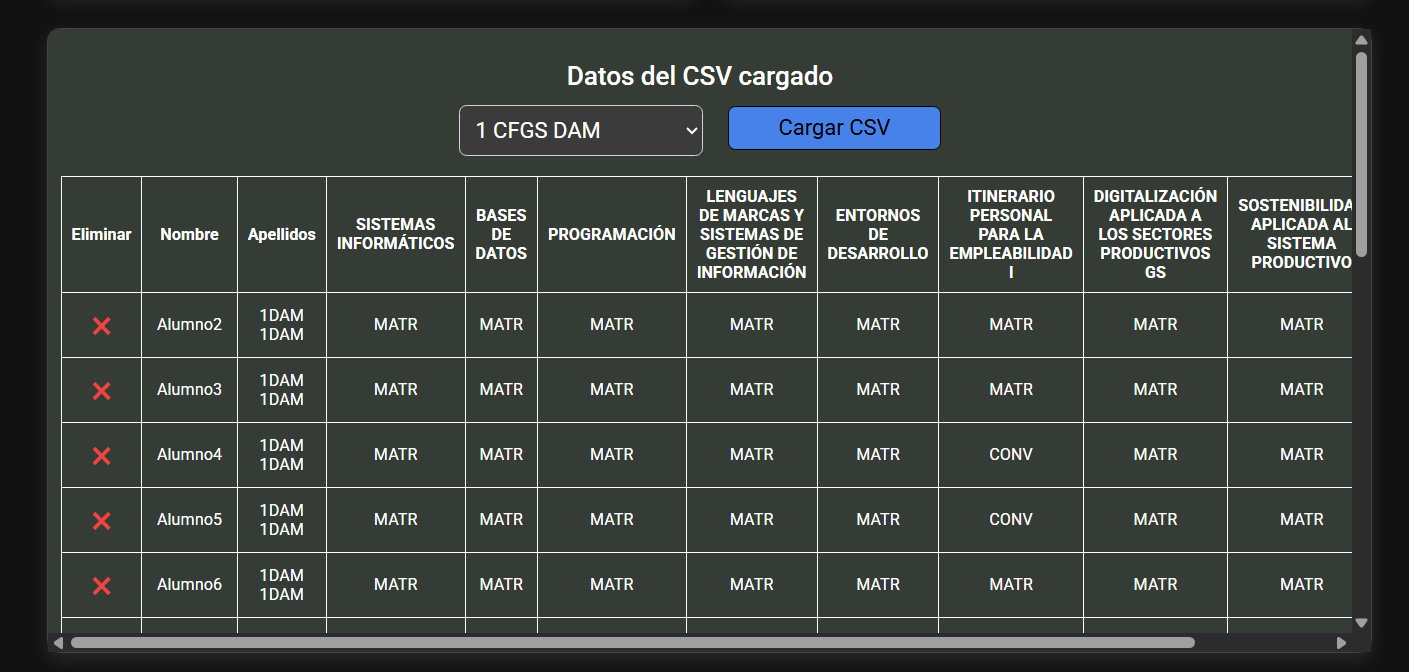 Datos del CSV cargado
1 CFGS DAM
Cargar CSV
Eliminar
Nombre
Apellidos
SISTEMAS
INFORMÁTICOS
BASES
DE
DATOS
PROGRAMACIÓN
LENGUAJES
DE MARCAS Y
SISTEMAS DE
GESTIÓN DE
INFORMACIÓN
ENTORNOS
DE
DESARROLLO
ITINERARIO
PERSONAL
PARA LA
EMPLEABILIDAD
I
DIGITALIZACIÓN
APLICADA A
LOS SECTORES
PRODUCTIVOS
GS
SOSTENIBILIDA
APLICADA AL
SISTEMA
PRODUCTIVO
Alumno2
1DAM
1DAM
MATR MATR MATR MATR MATR MATR MATR MATR
Alumno3
1DAM
1DAM
MATR MATR MATR MATR MATR MATR MATR MATR
Alumno4
1DAM
1DAM
MATR MATR MATR MATR MATR CONV MATR MATR
Alumno5
1DAM
1DAM
MATR MATR MATR MATR MATR CONV MATR MATR
Alumno6
1DAM
1DAM
MATR MATR MATR MATR MATR MATR MATR MATR